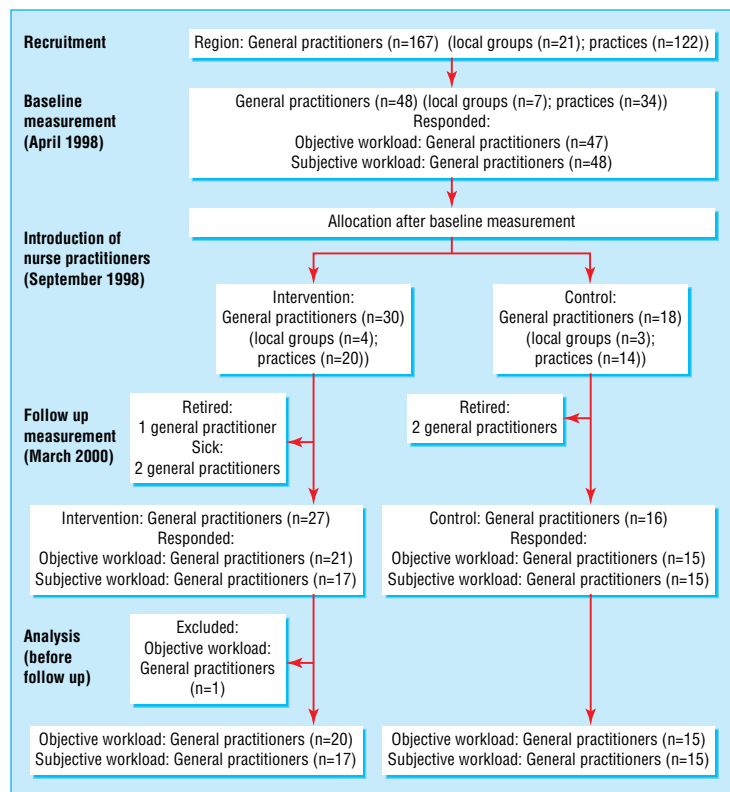 Recruitment
Region: General practitioners (n=167) (local groups (n=21); practices (n=122))
Baseline
measurement
(April 1998)
General practitioners (n=48) (local groups (n=7); practices (n=34))
Responded:
Objective workload: General practitioners (n=47)
Subjective workload: General practitioners (n=48)
Allocation after baseline measurement
Introduction of
nurse practitioners
(September 1998)
Intervention:
General practitioners (n=30)
(local groups (n=4);
practices (n=20))
Control:
General practitioners (n=18)
(local groups (n=3);
practices (n=14))
Follow up
measurement
(March 2000)
Retired:
1 general practitioner
Sick:
2 general practitioners
Retired:
2 general practitioners
Intervention: General practitioners (n=27)
Responded:
Objective workload: General practitioners (n=21)
Subjective workload: General practitioners (n=17)
Control: General practitioners (n=16)
Responded:
Objective workload: General practitioners (n=15)
Subjective workload: General practitioners (n=15)
Analysis
(before
follow up)
Excluded:
Objective workload:
General practitioners
(n=1)
Objective workload: General practitioners (n=20)
Subjective workload: General practitioners (n=17)
Objective workload: General practitioners (n=15)
Subjective workload: General practitioners (n=15)